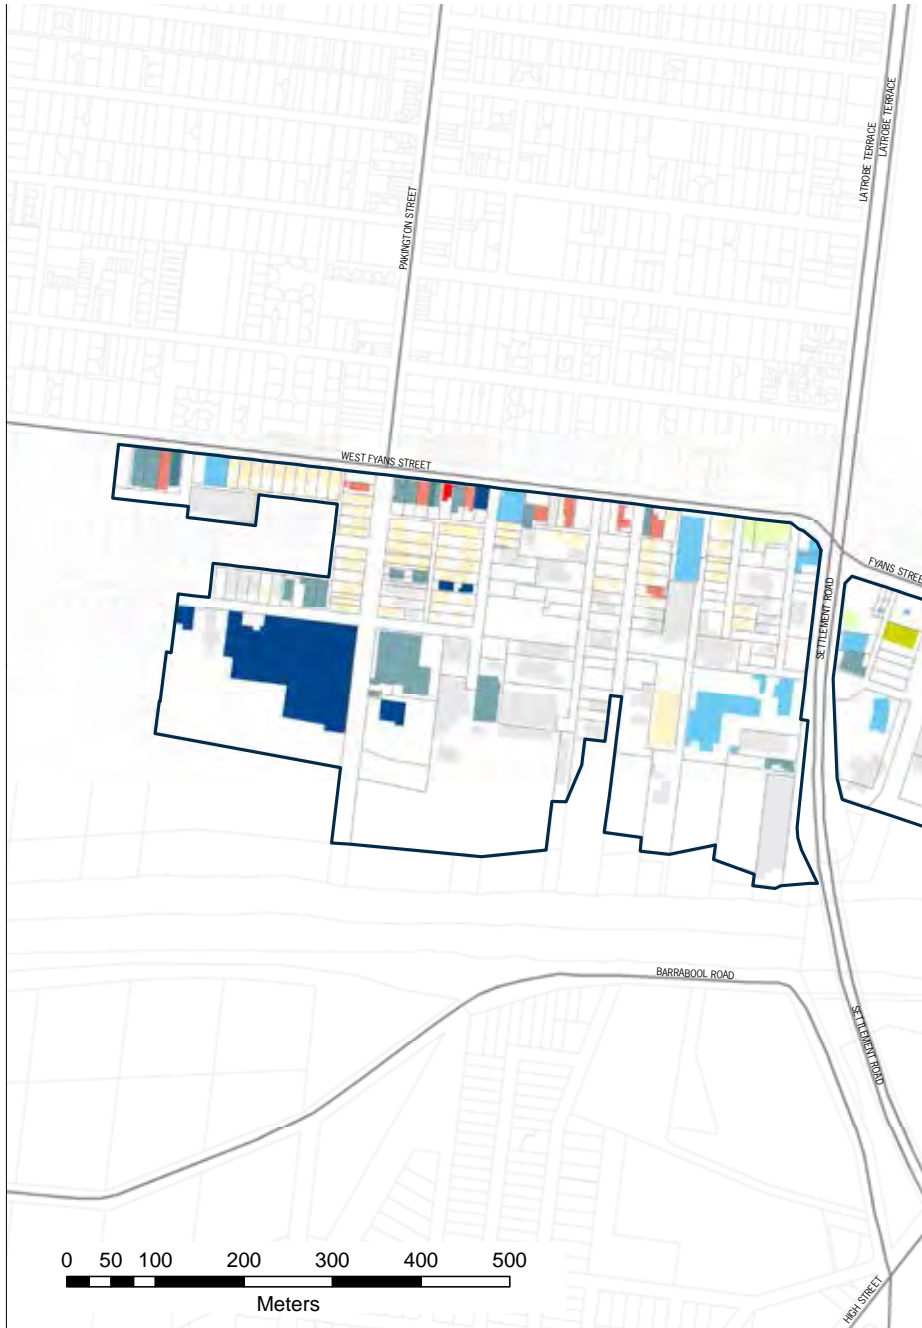 LATROBE TERRACE
LATROBE TERRACE
PAKINGTON STREET
WEST FYANS STREET
FYANS STREE
SETTLEMENT ROAD
BARRABOOL ROAD
SETTLEMENT ROAD
0 50 100 200 300 400 500
Meters
HIGH STREET